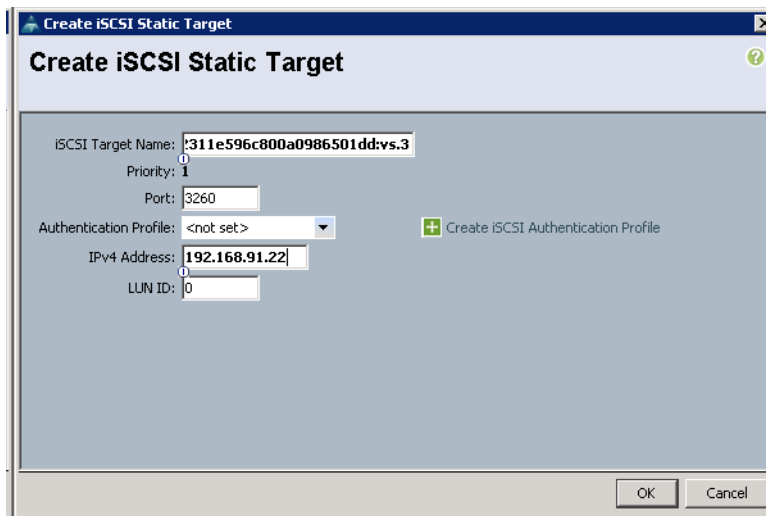 Create iSCSI Static Target
Create iSCSI Static Target
iSCSI Target Name: 311e596c800a0986501dd:vs.3
Priority: 1
Port: 3260
Authentication Profile: <not set> Create iSCSI Authentication Profile
IPv4 Address: 192.168.91.22
LUN ID: 0
OK Cancel